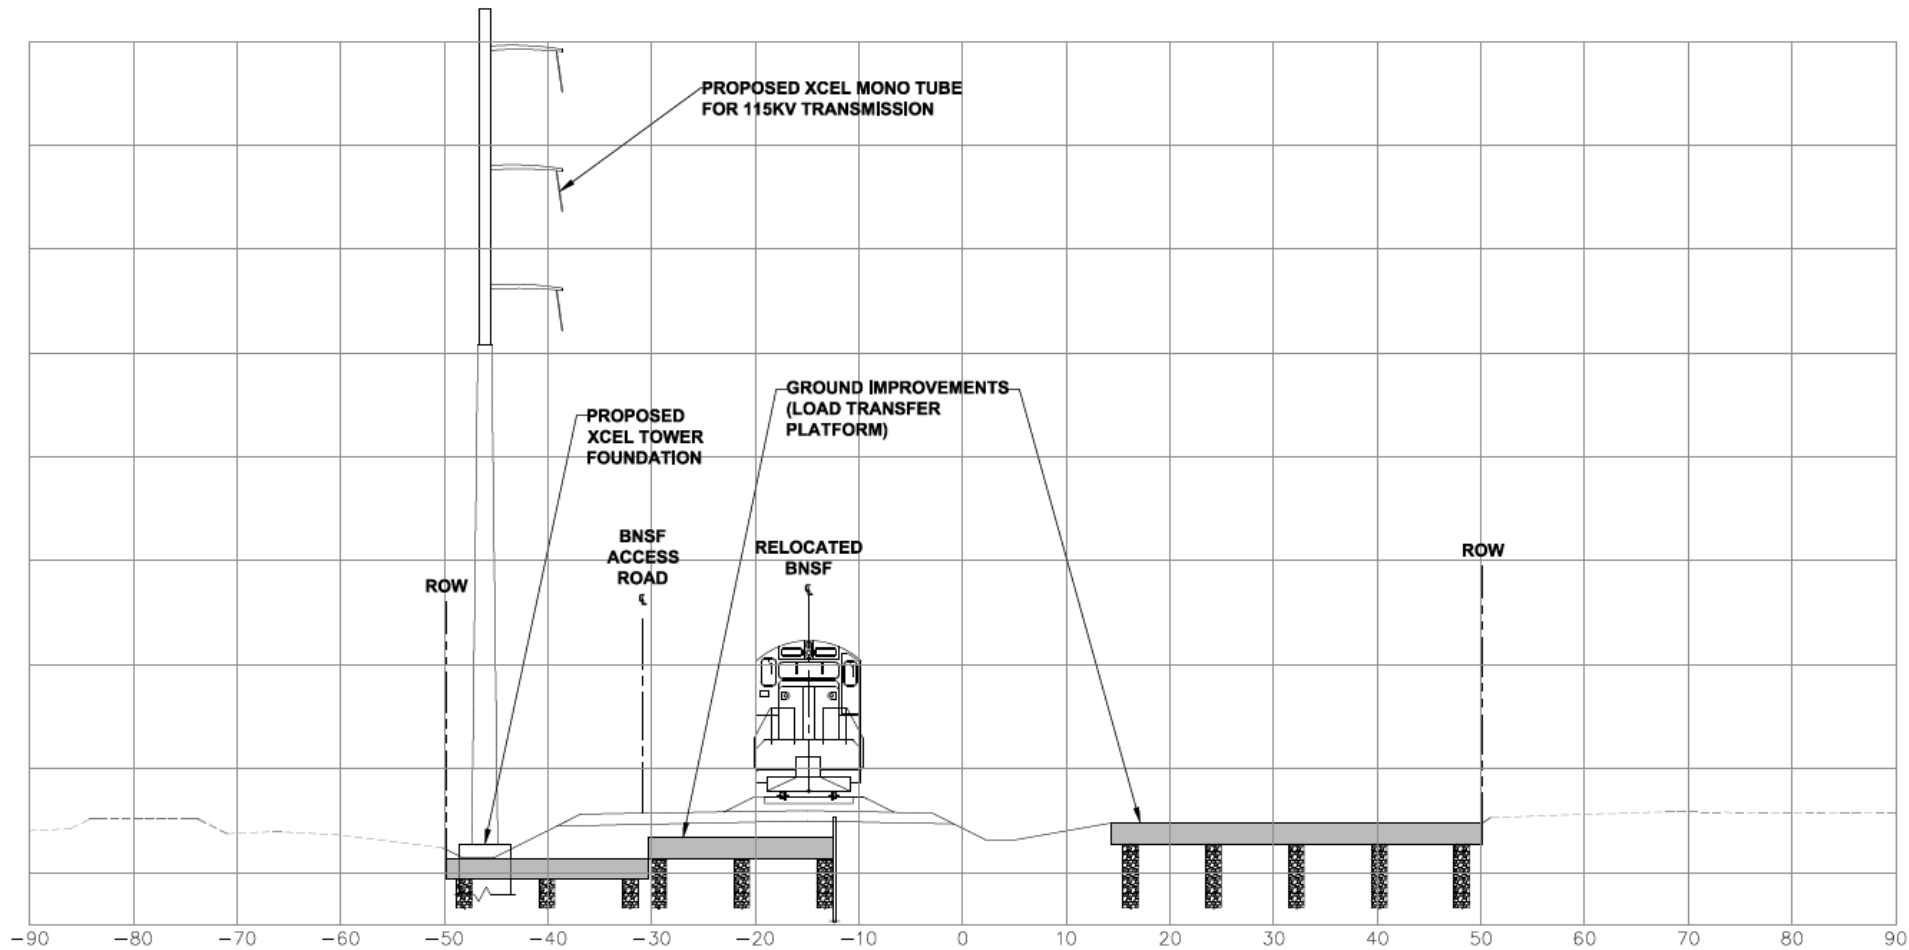 PROPOSED XCEL MONO TUBE
FOR 115KV TRANSMISSION
GROUND IMPROVEMENTS
(LOAD TRANSFER
PLATFORM)
PROPOSED
XCEL TOWER
FOUNDATION
BNSF
ACCESS
ROAD
℄
RELOCATED
BNSF
℄
ROW
ROW
−90 −80 −70 −60 −50 −40 −30 −20 −10 0 10 20 30 40 50 60 70 80 90